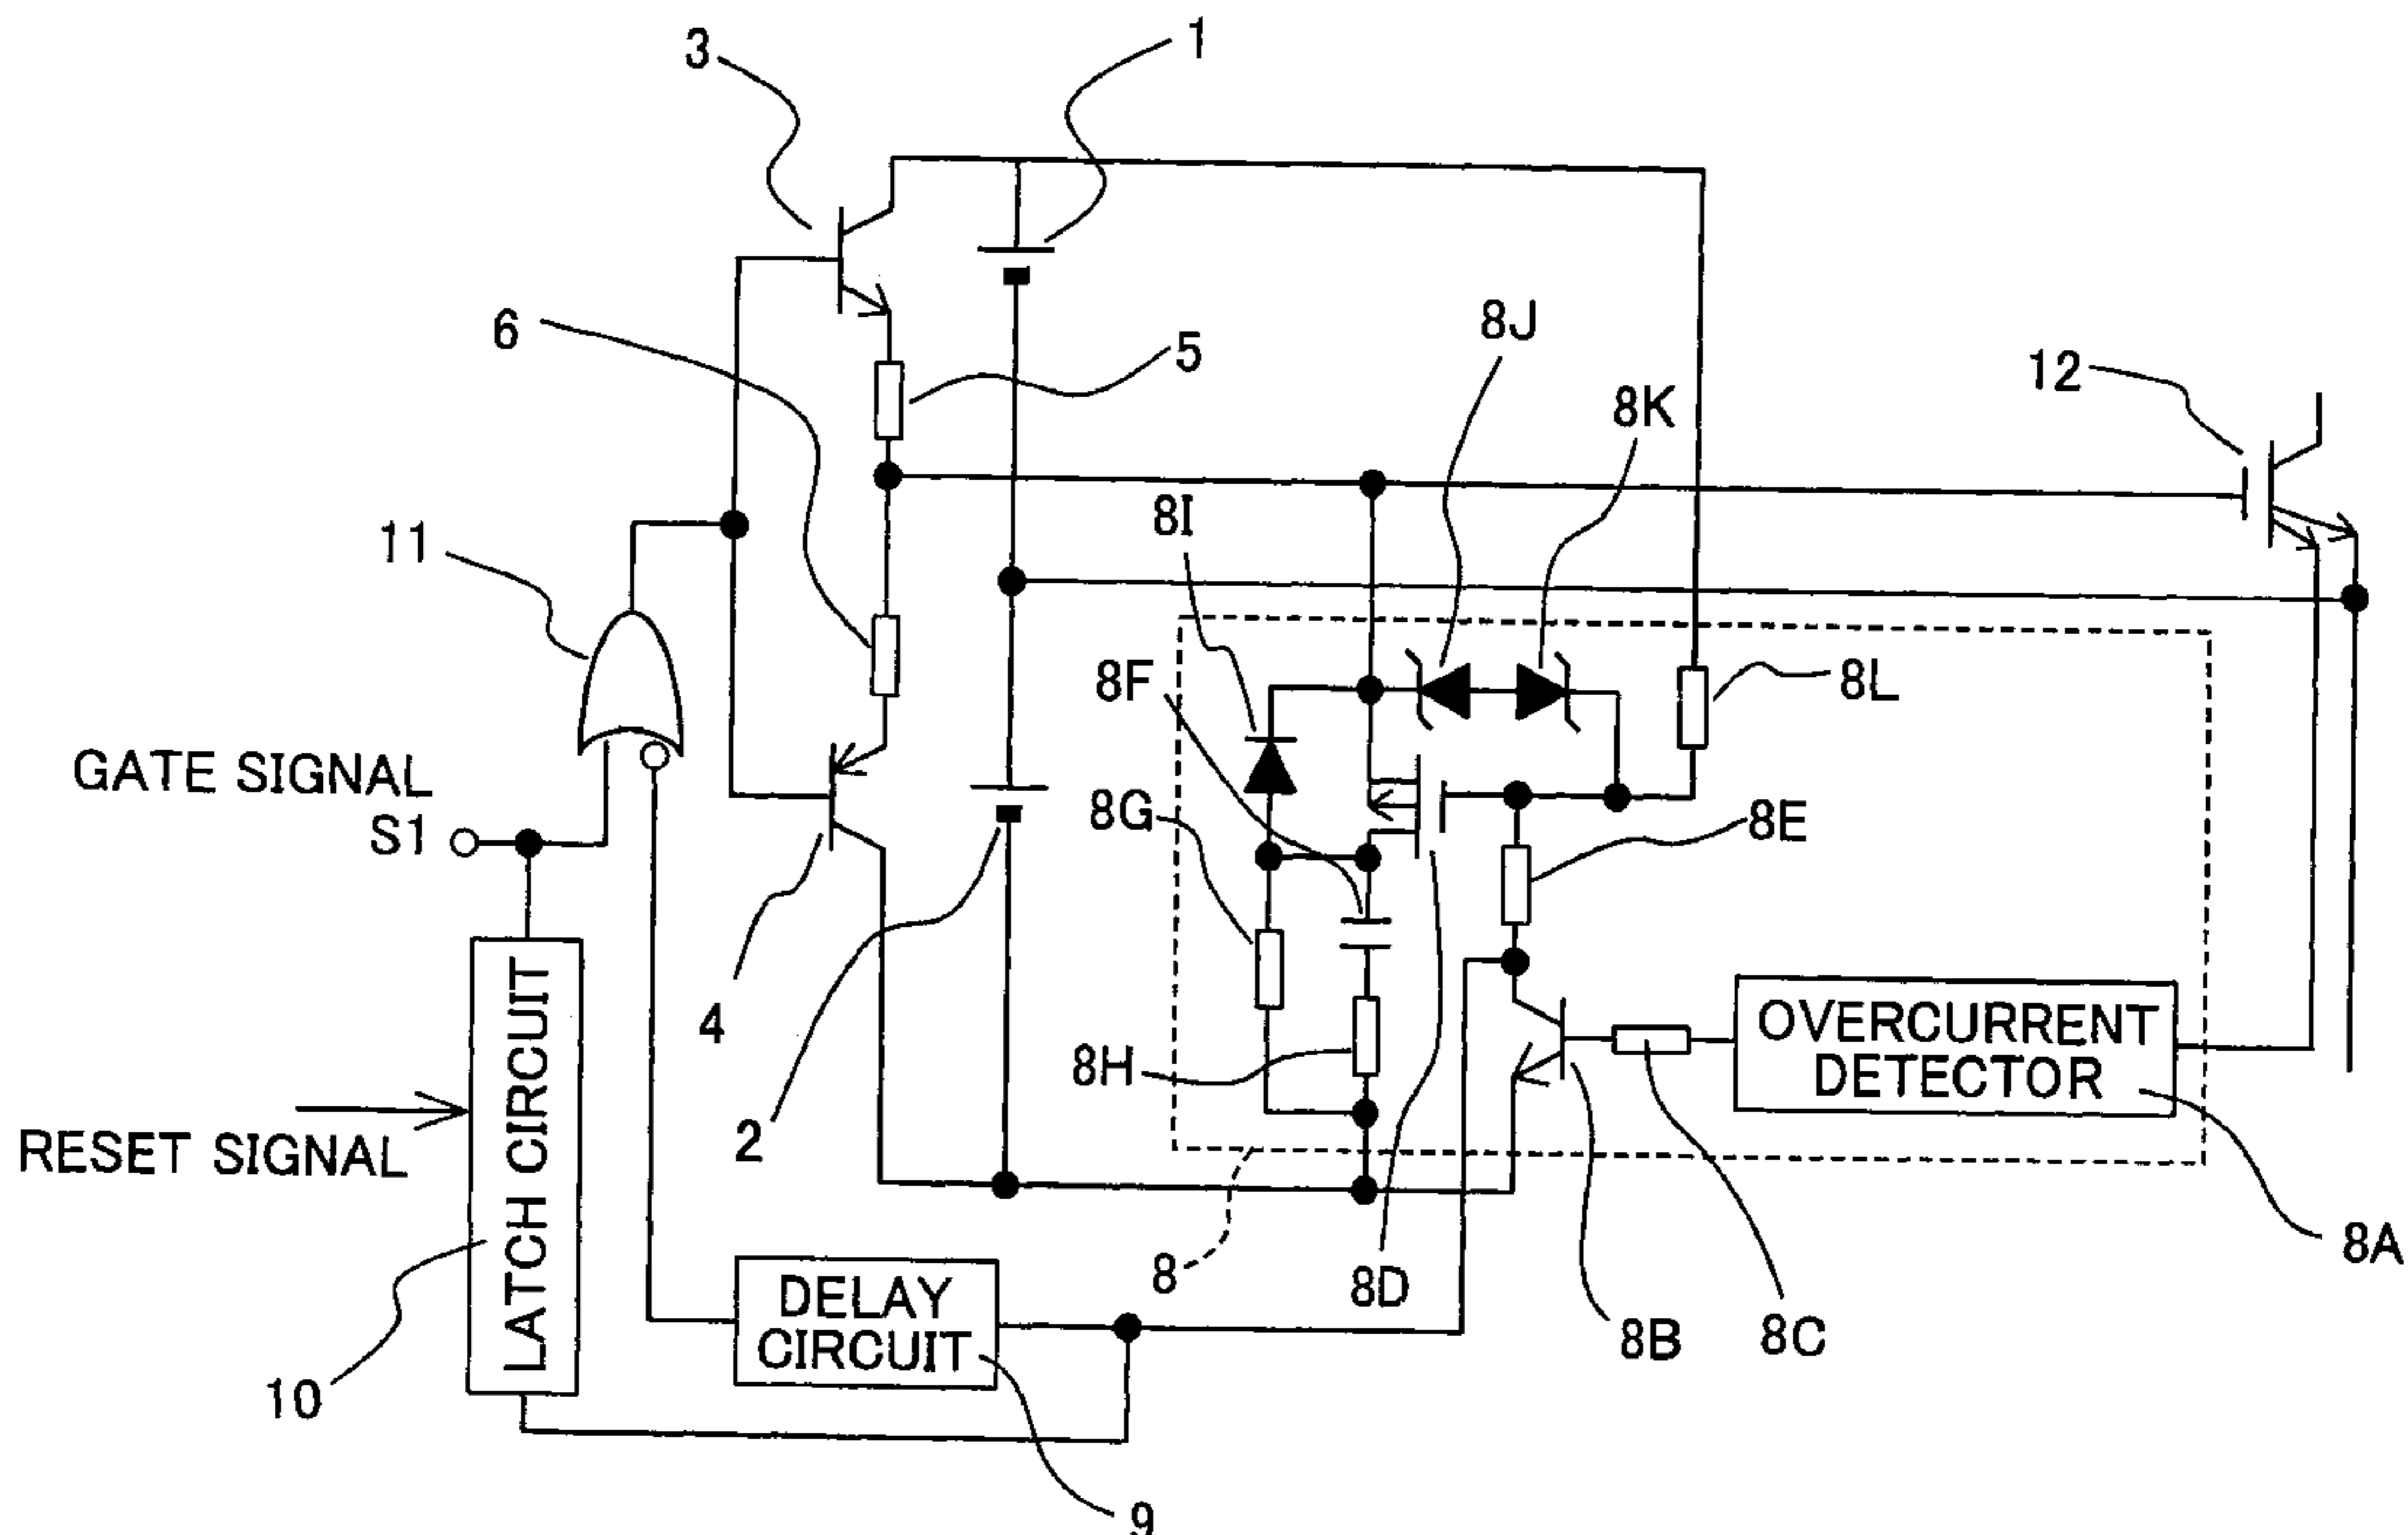 1
3
8J
6
5
12
8K
8I
11
8F
8L
GATE SIGNAL
S1
8G
8E
OVERCURRENT
DETECTOR
4
8H
LATCH CIRCUIT
2
RESET SIGNAL
8A
8
8D
DELAY
CIRCUIT
8B
8C
10
9